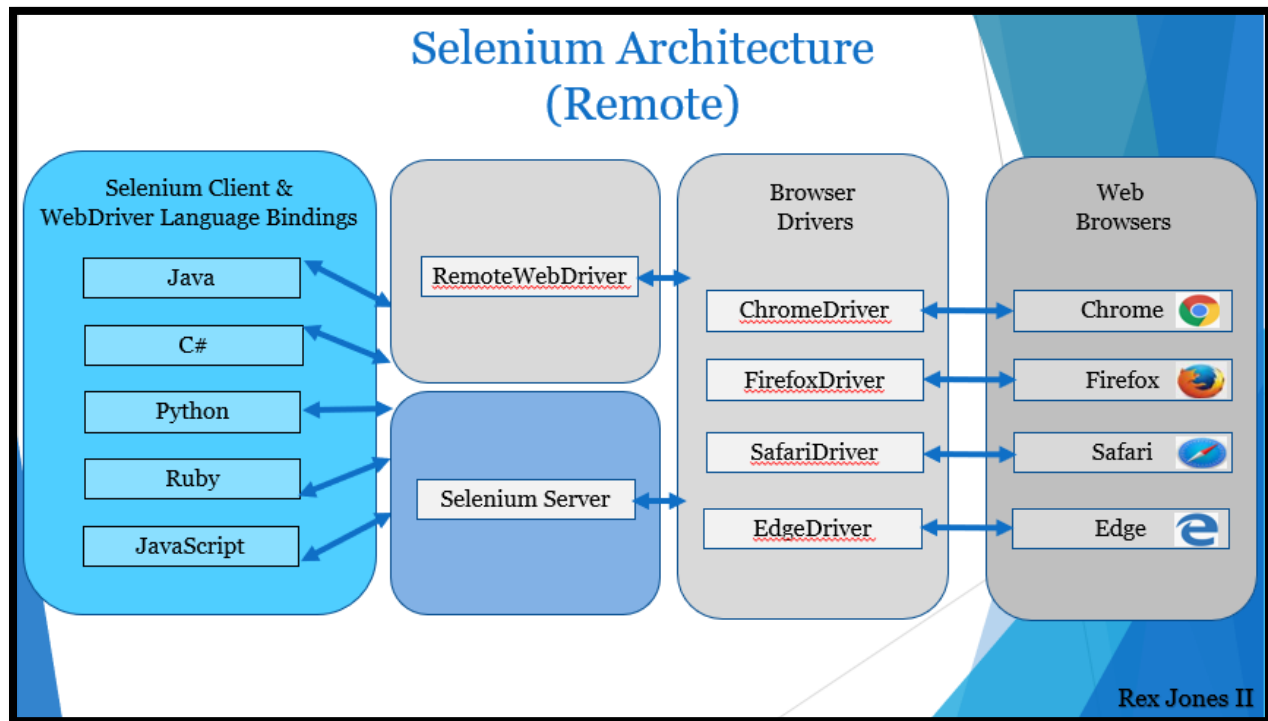 Selenium Architecture
(Remote)
Selenium Client &
WebDriver Language Bindings
Java
C#
Python
Ruby
JavaScript
RemoteWebDriver
Selenium Server
Browser
Drivers
ChromeDriver
FirefoxDriver
SafariDriver
EdgeDriver
Web
Browsers
Chrome
Firefox
Safari
Edge
Rex Jones II